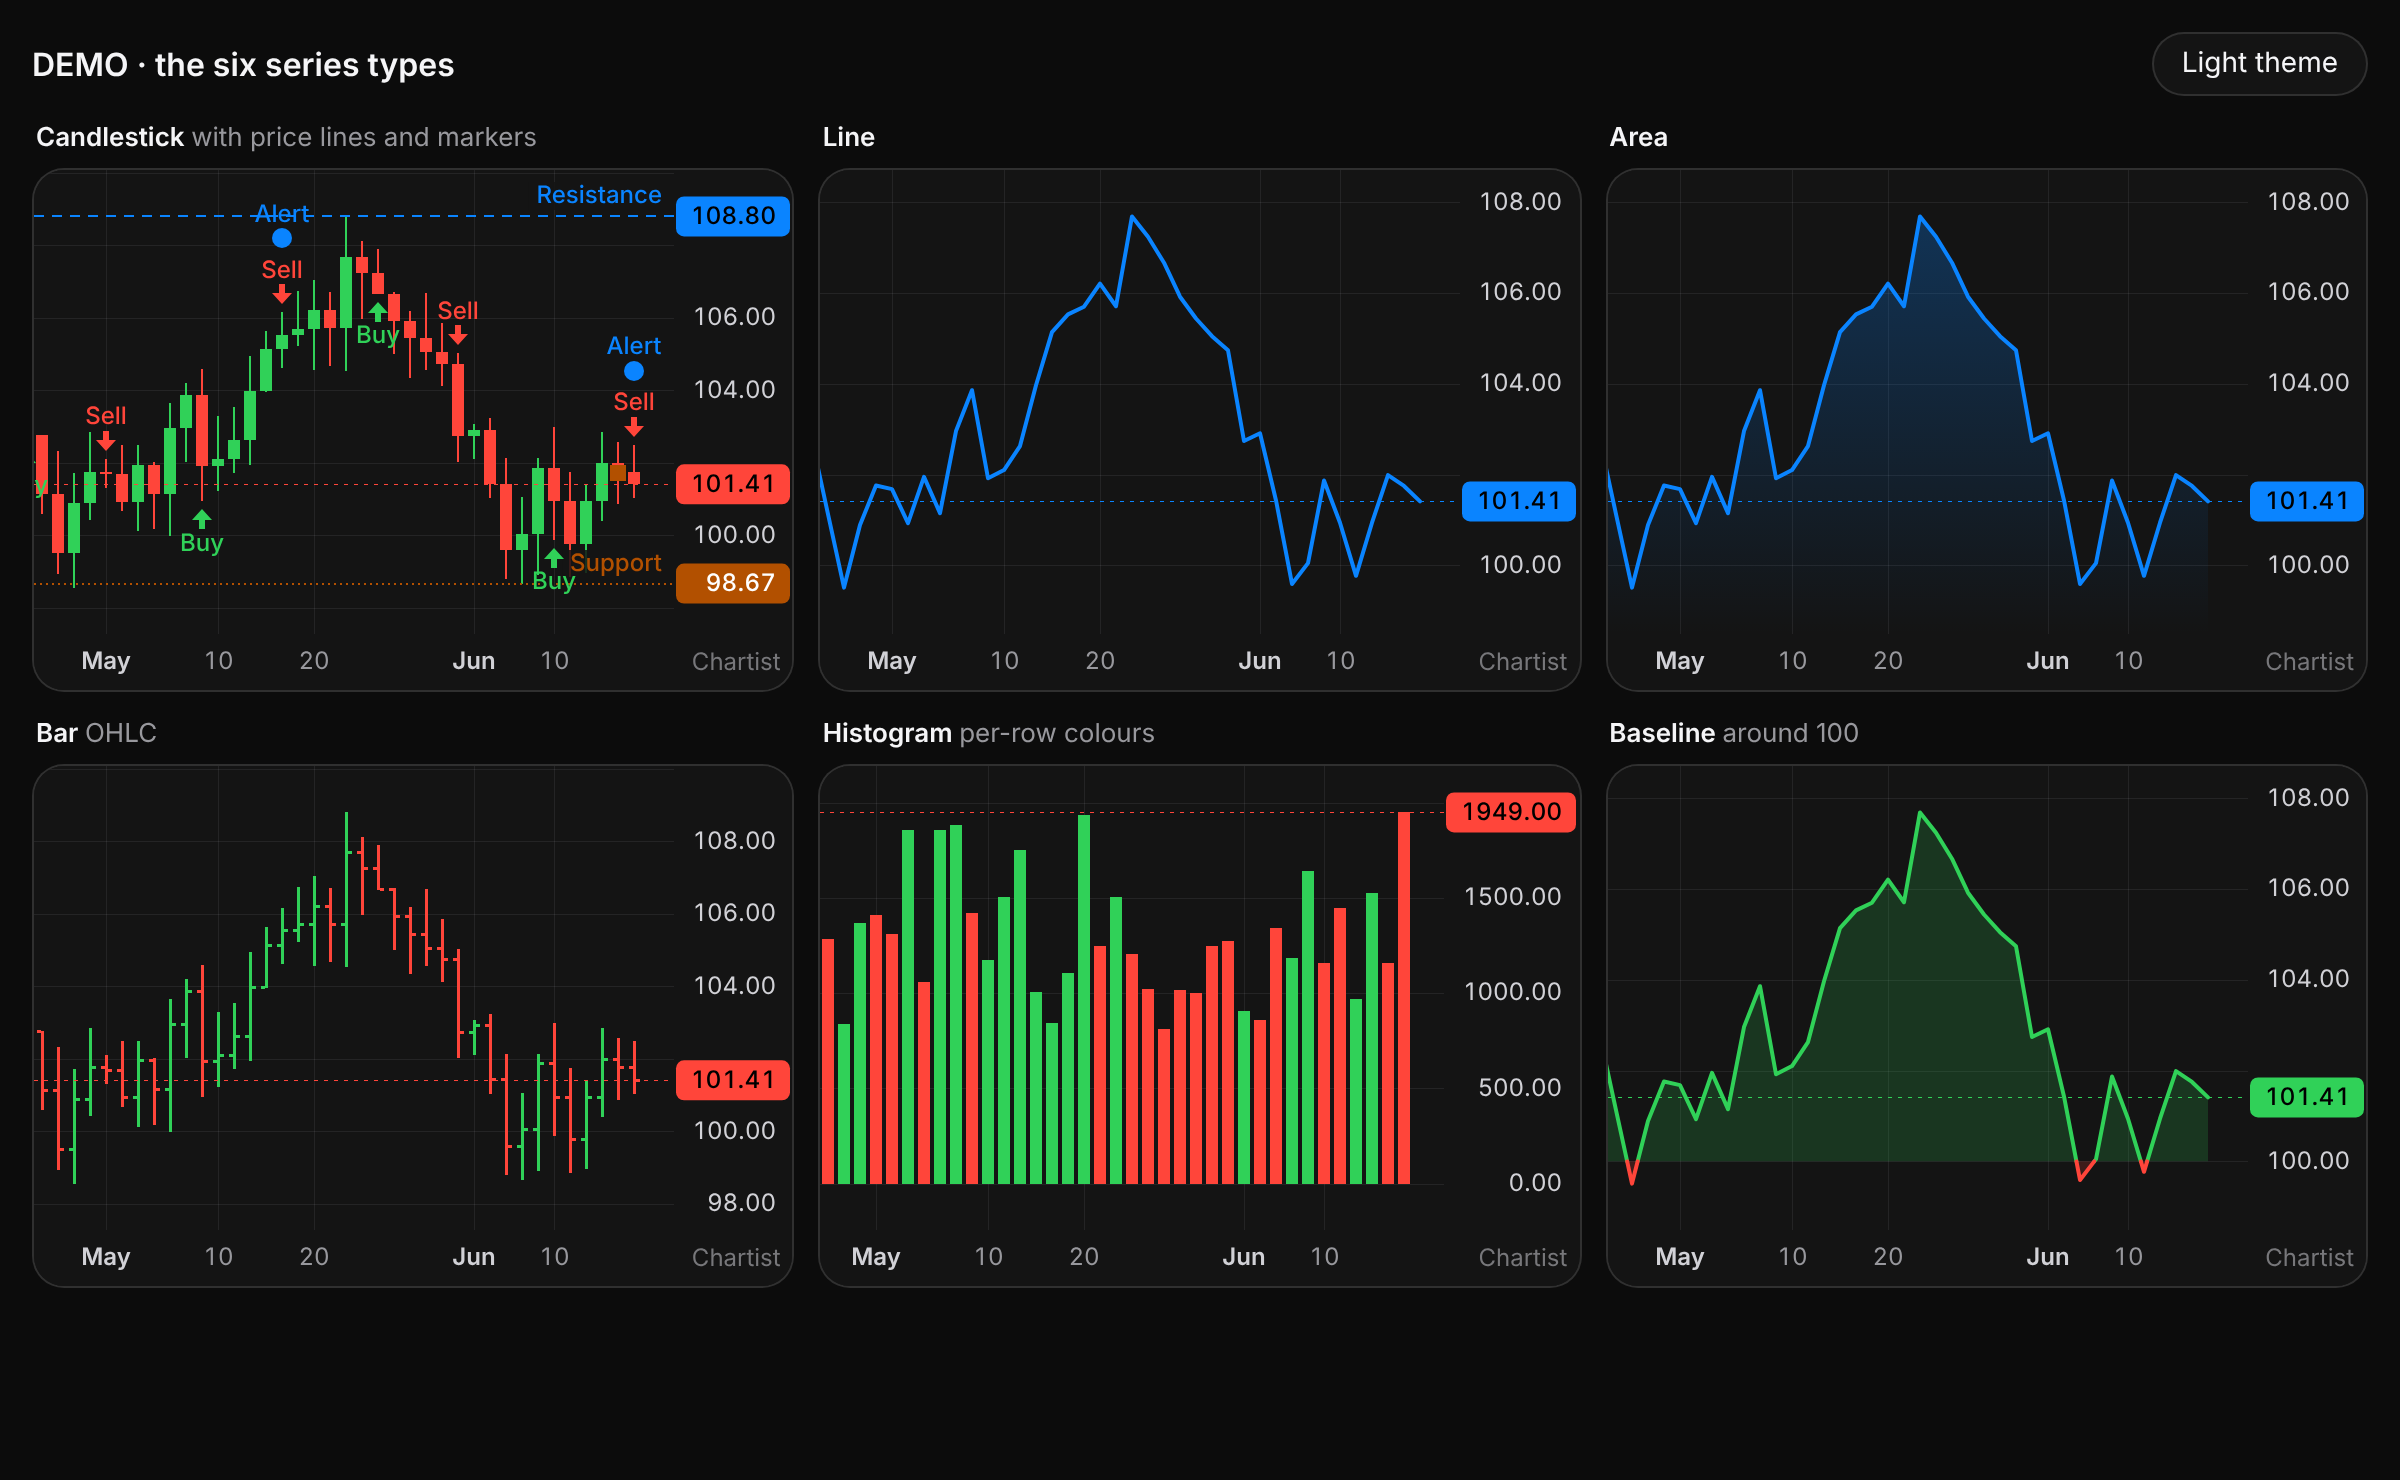 DEMO · the six series types
Light theme
Candlestick with price lines and markers
Resistance
108.80
Alert
Sell
Buy
Sell
106.00
Alert
104.00
Sell
Sell
y
101.41
100.00
Buy
Support
Buy
98.67
May 10 20 Jun 10
Chartist
Line
108.00
106.00
104.00
101.41
100.00
May 10 20 Jun 10
Chartist
Area
108.00
106.00
104.00
101.41
100.00
May 10 20 Jun 10
Chartist
Bar OHLC
108.00
106.00
104.00
101.41
100.00
98.00
May 10 20 Jun 10
Chartist
Histogram per-row colours
1949.00
1500.00
1000.00
500.00
0.00
May 10 20 Jun 10
Chartist
Baseline around 100
108.00
106.00
104.00
101.41
100.00
May 10 20 Jun 10
Chartist